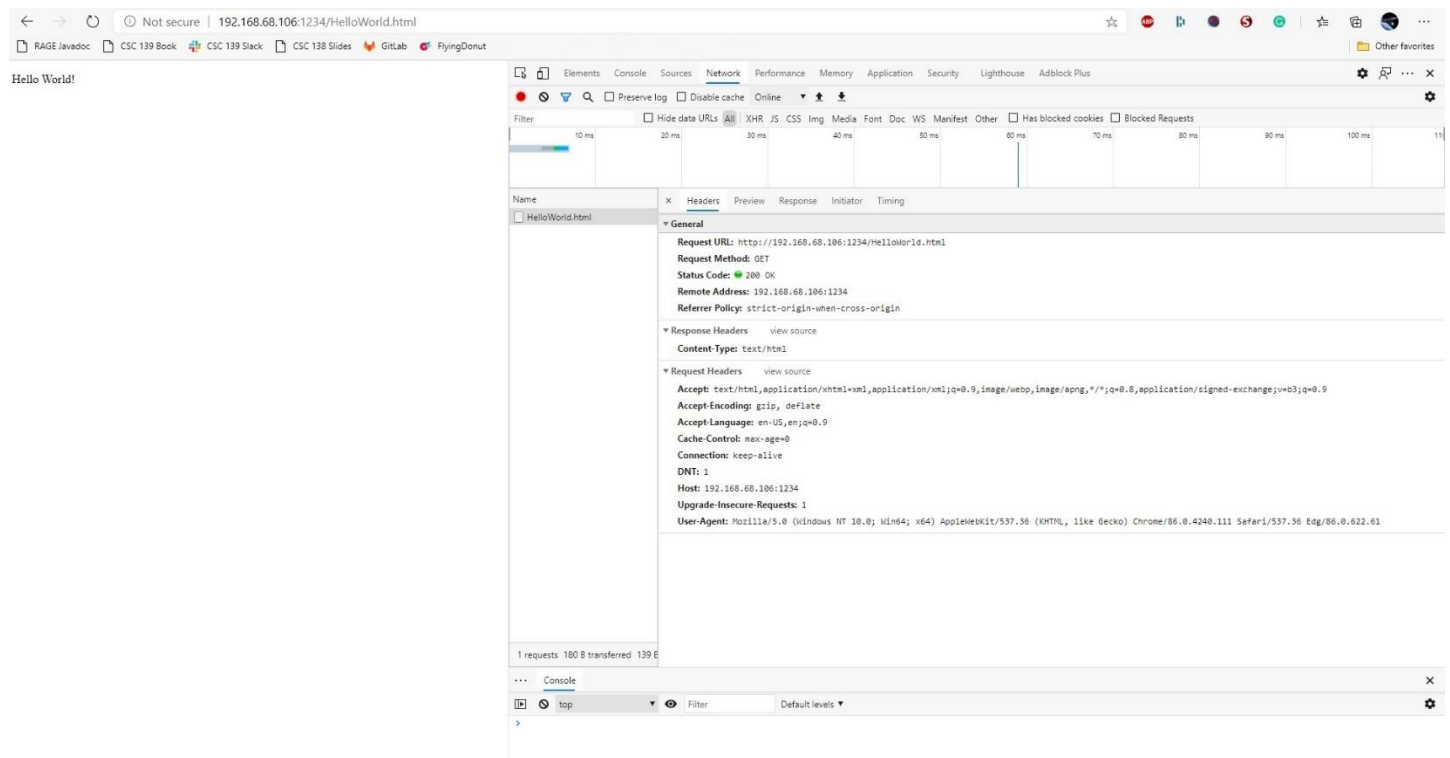 Not secure | 192.168.68.106:1234/HelloWorld.html
RAGE Javadoc CSC 139 Book CSC 139 Slack CSC 138 Slides GitLab FlyingDonut Other favorites
Hello World!
Elements Console Sources Network Performance Memory Application Security Lighthouse Adblock Plus
Preserve log Disable cache Online
Filter Hide data URLs All XHR JS CSS Img Media Font Doc WS Manifest Other Has blocked cookies Blocked Requests
10 ms 20 ms 30 ms 40 ms 50 ms 60 ms 70 ms 80 ms 90 ms 100 ms 11
Name
HelloWorld.html
× Headers Preview Response Initiator Timing
General
Request URL: http://192.168.68.106:1234/HelloWorld.html
Request Method: GET
Status Code: 200 OK
Remote Address: 192.168.68.106:1234
Referrer Policy: strict-origin-when-cross-origin
Response Headers view source
Content-Type: text/html
Request Headers view source
Accept: text/html,application/xhtml+xml,application/xml;q=0.9,image/webp,image/apng,*/*;q=0.8,application/signed-exchange;v=b3;q=0.9
Accept-Encoding: gzip, deflate
Accept-Language: en-US,en;q=0.9
Cache-Control: max-age=0
Connection: keep-alive
DNT: 1
Host: 192.168.68.106:1234
Upgrade-Insecure-Requests: 1
User-Agent: Mozilla/5.0 (Windows NT 10.0; Win64; x64) AppleWebKit/537.36 (KHTML, like Gecko) Chrome/86.0.4240.111 Safari/537.36 Edg/86.0.622.61
1 requests 180 B transferred 139 B
Console
top Filter Default levels